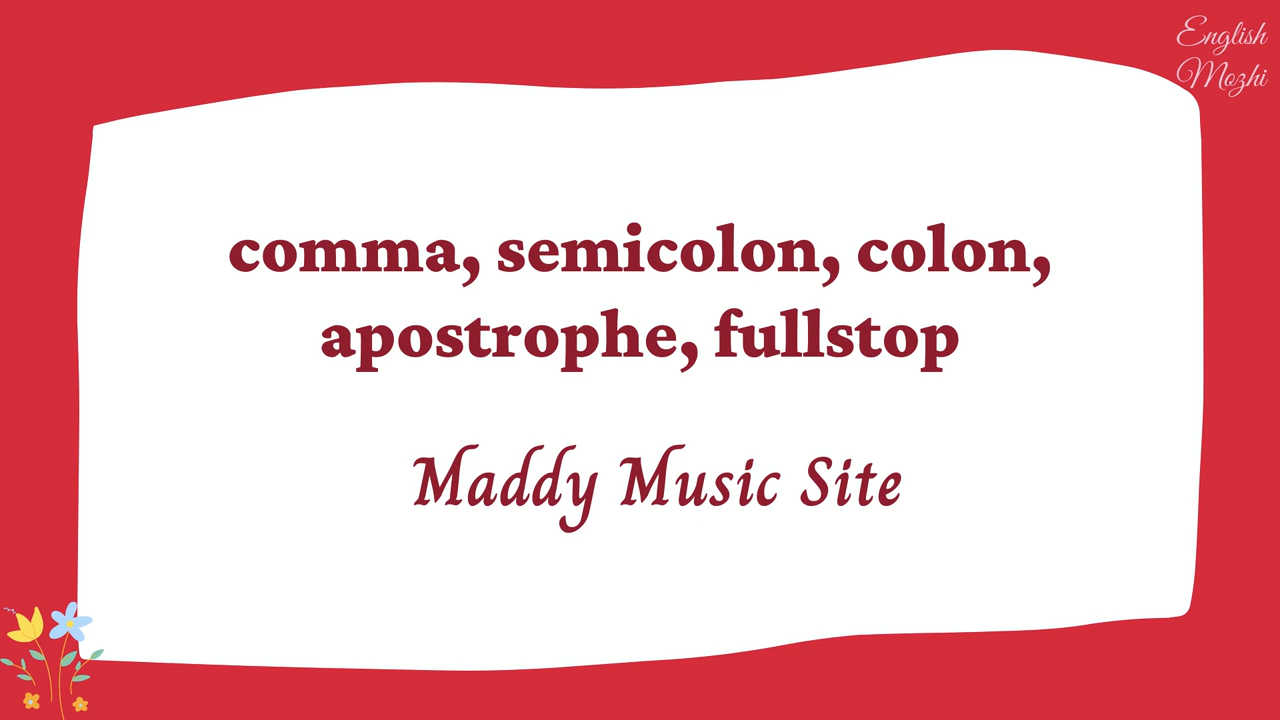 English
Mozhi
comma, semicolon, colon,
apostrophe, fullstop
Maddy Music Site